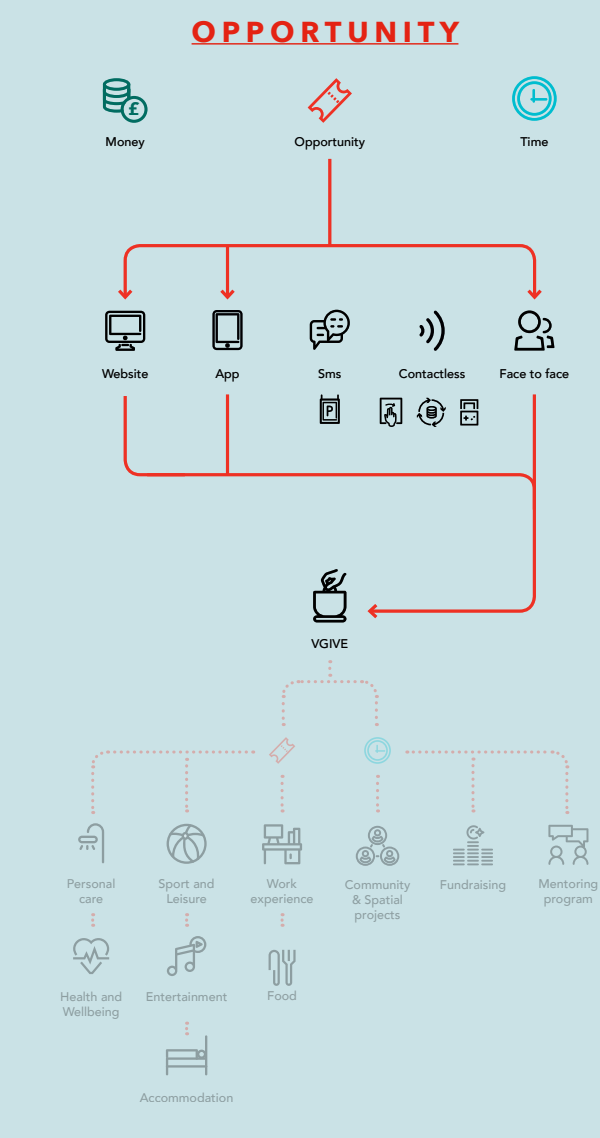 OPPORTUNITY
Money
Opportunity
Time
Website
App
Sms
Contactless
Face to face
P
VGIVE
Personal
care
Sport and
Leisure
Work
experience
Community
& Spatial
projects
Fundraising
Mentoring
program
Health and
Wellbeing
Entertainment
Food
Accommodation